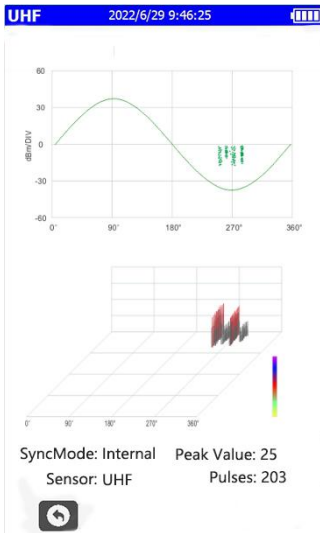 UHF 2022/6/29 9:46:25
60
30
0
-30
-60
dBm/DIV
0° 90° 180° 270° 360°
0° 90° 180° 270° 360°
SyncMode: Internal Peak Value: 25
Sensor: UHF Pulses: 203